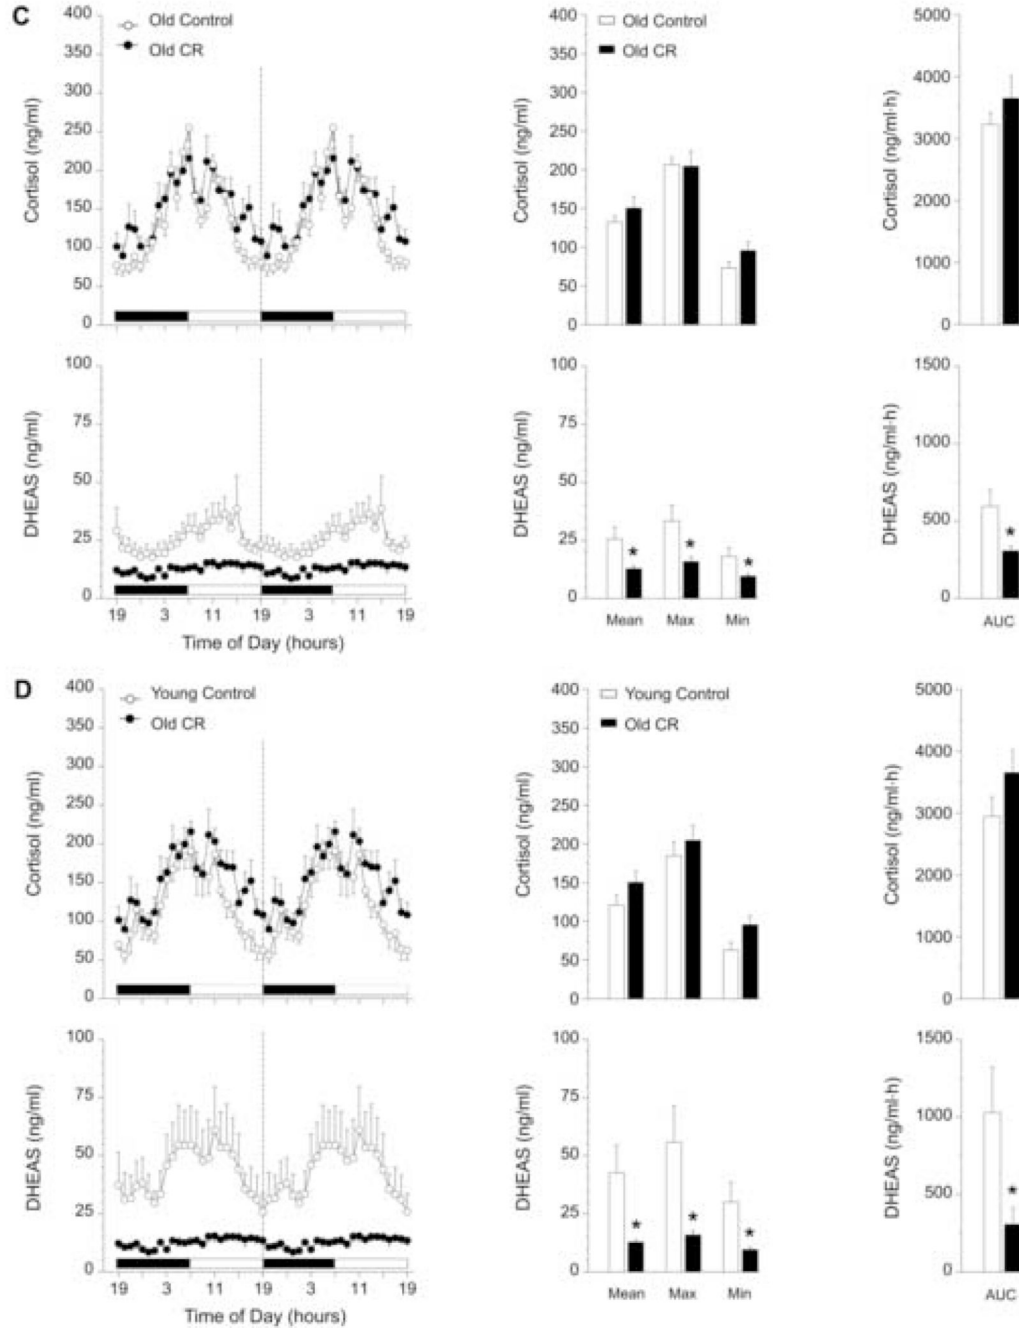 C
Old Control
Old CR
Cortisol (ng/ml)
400
350
300
250
200
150
100
50
0
Old Control
Old CR
Cortisol (ng/ml)
400
350
300
250
200
150
100
50
0
Cortisol (ng/ml·h)
5000
4000
3000
2000
1000
0
DHEAS (ng/ml)
100
75
50
25
0
19 3 11 19 3 11 19
Time of Day (hours)
DHEAS (ng/ml)
100
75
50
25
0
* * *
Mean Max Min
DHEAS (ng/ml·h)
1500
1000
500
0
*
AUC
D
Young Control
Old CR
Cortisol (ng/ml)
400
350
300
250
200
150
100
50
0
Young Control
Old CR
Cortisol (ng/ml)
400
350
300
250
200
150
100
50
0
Cortisol (ng/ml·h)
5000
4000
3000
2000
1000
0
DHEAS (ng/ml)
100
75
50
25
0
19 3 11 19 3 11 19
Time of Day (hours)
DHEAS (ng/ml)
100
75
50
25
0
* * *
Mean Max Min
DHEAS (ng/ml·h)
1500
1000
500
0
*
AUC